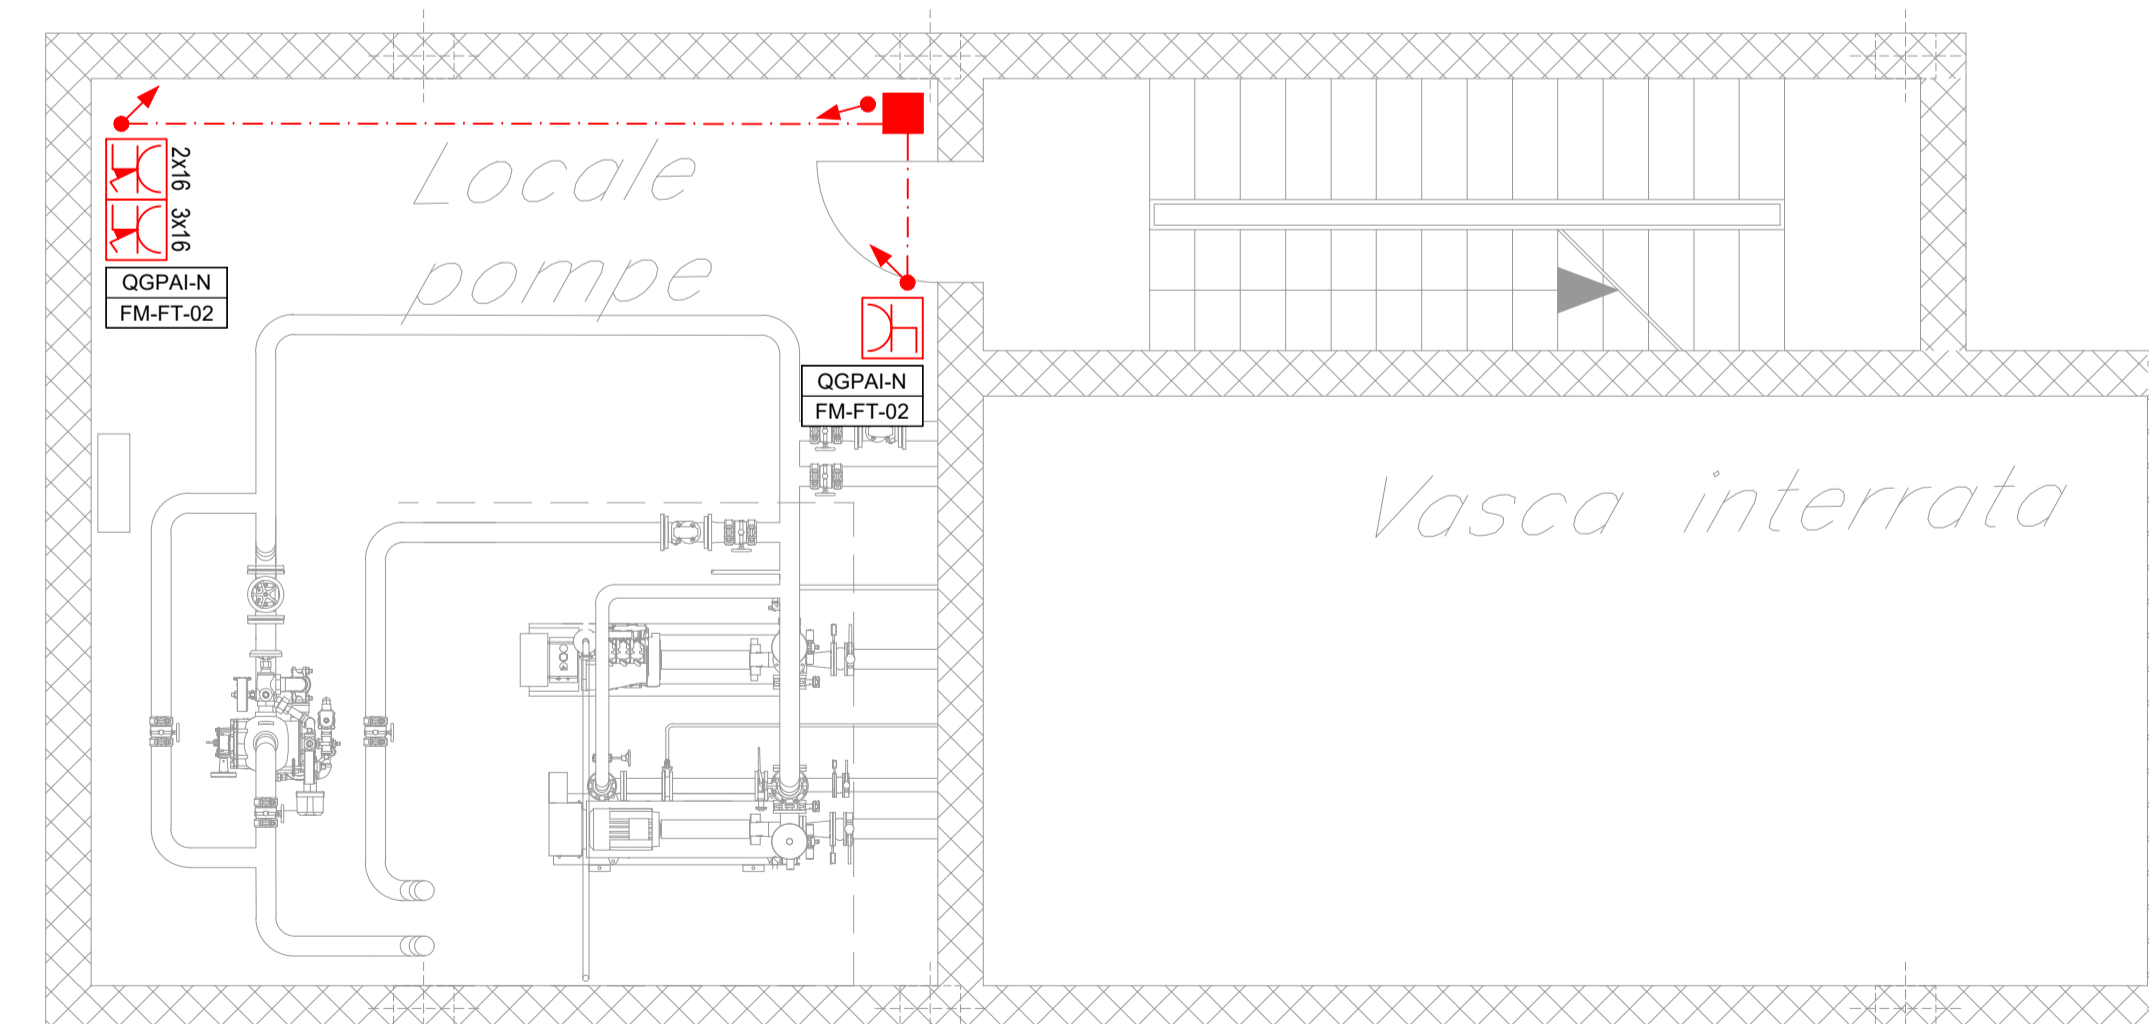 2x16
3x16
QGPAI-N
FM-FT-02
Locale
pompe
QGPAI-N
FM-FT-02
Vasca interrata